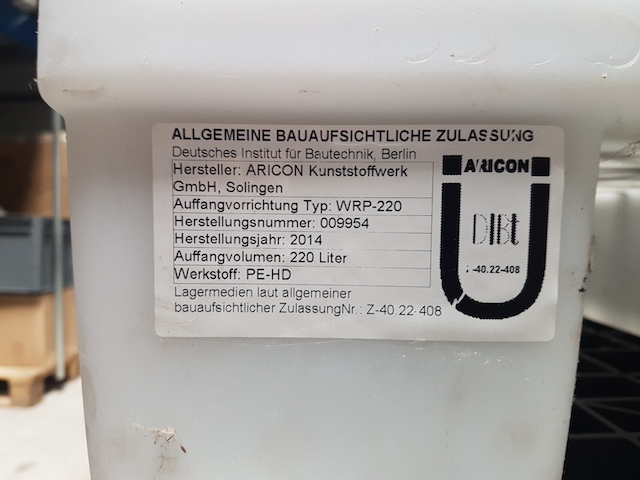 ALLGEMEINE BAUAUFSICHTLICHE ZULASSUNG
Deutsches Institut für Bautechnik, Berlin
Hersteller: ARICON Kunststoffwerk
GmbH, Solingen
Auffangvorrichtung Typ: WRP-220
Herstellungsnummer: 009954
Herstellungsjahr: 2014
Auffangvolumen: 220 Liter
Werkstoff: PE-HD
Lagermedien laut allgemeiner
bauaufsichtlicher ZulassungNr.: Z-40.22-408
ARICON
DIBt
-40.22-408